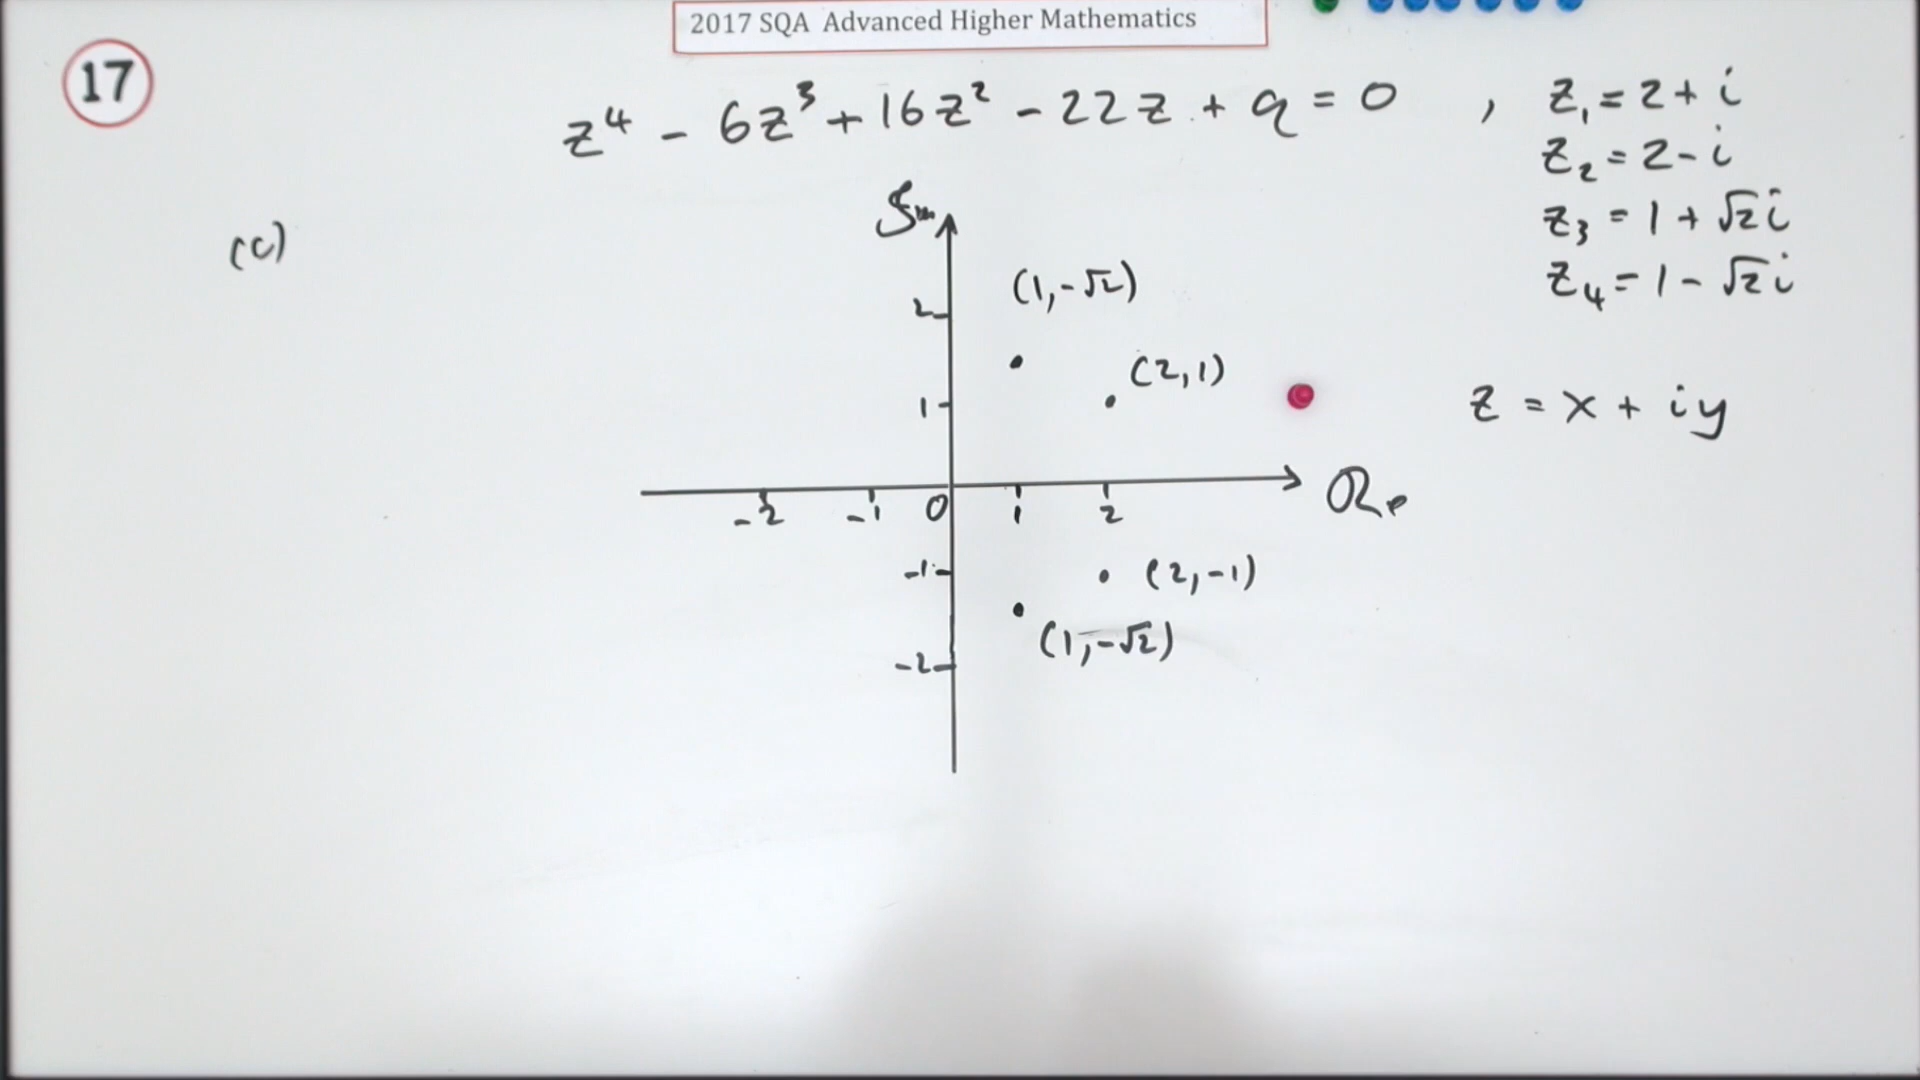 2017 SQA Advanced Higher Mathematics
17
z⁴ - 6z³ + 16z² - 22z + q = 0 , z₁ = 2 + i
z₂ = 2 - i
z₃ = 1 + √2i
z₄ = 1 - √2i
(c)
Im
(1,-√2)
2
(2,1)
1
z = x + iy
Re
-2 -1 0 1 2
-1
(2,-1)
(1,-√2)
-2